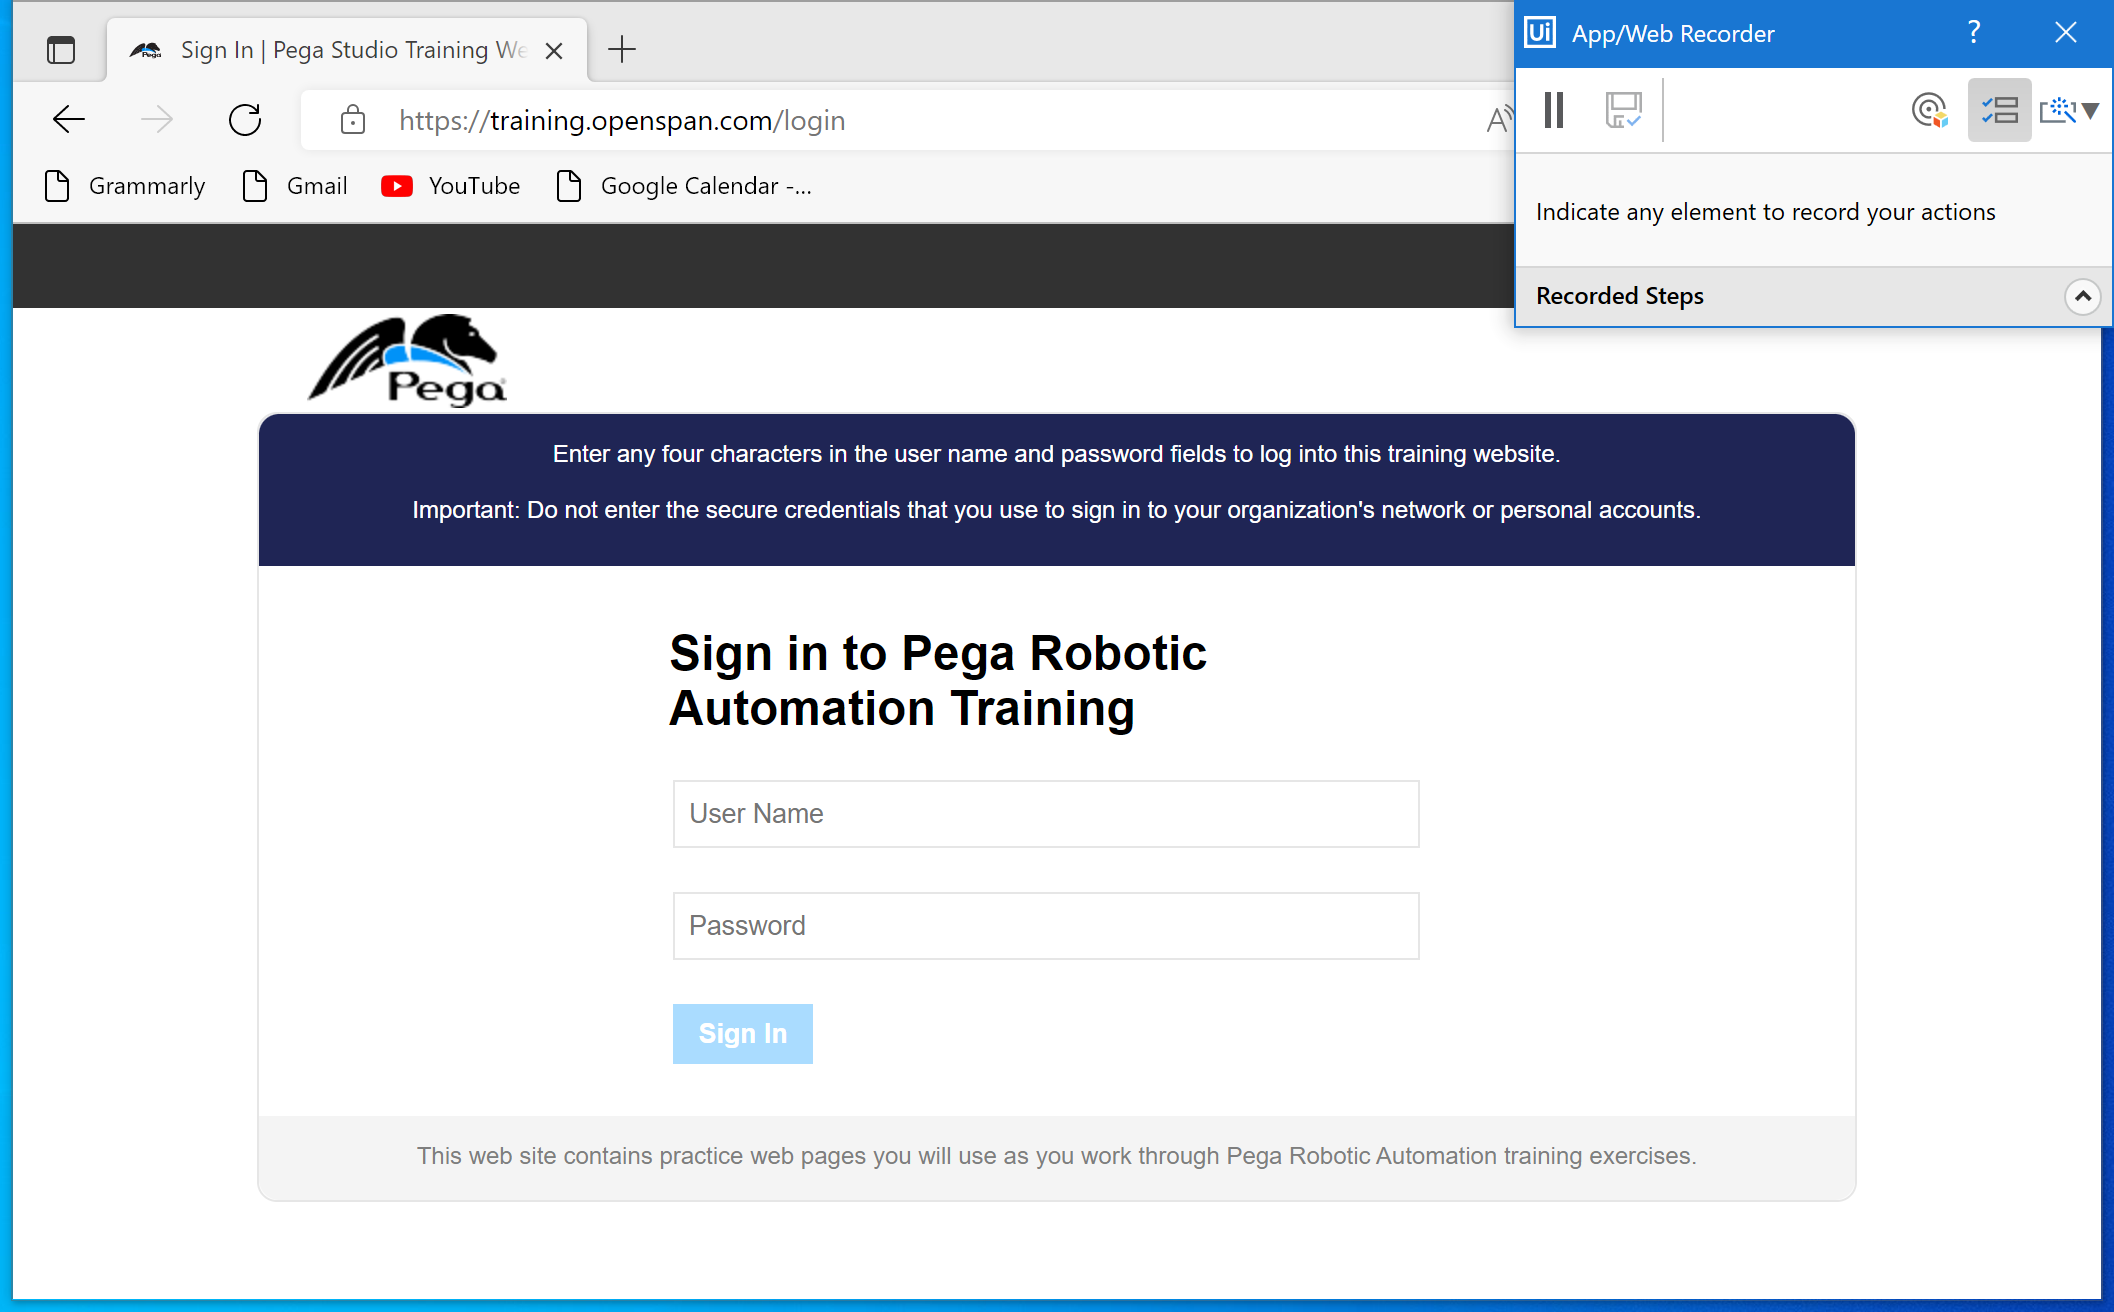 Sign In | Pega Studio Training We
Ui App/Web Recorder ?
https://training.openspan.com/login
A
Grammarly Gmail YouTube Google Calendar -...
Indicate any element to record your actions
Recorded Steps
Pega
Enter any four characters in the user name and password fields to log into this training website.
Important: Do not enter the secure credentials that you use to sign in to your organization's network or personal accounts.
Sign in to Pega Robotic
Automation Training
User Name
Password
Sign In
This web site contains practice web pages you will use as you work through Pega Robotic Automation training exercises.